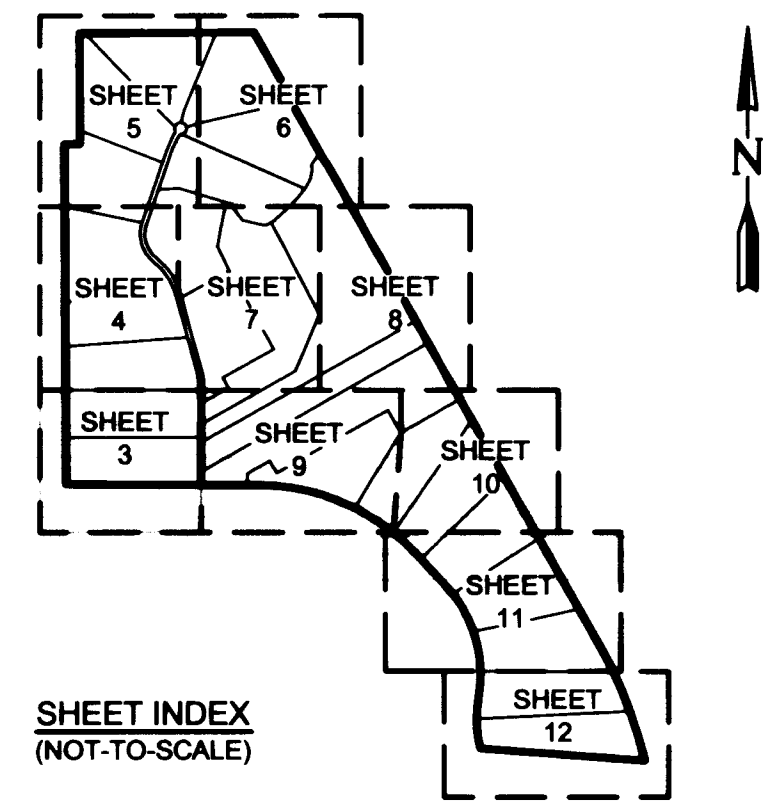 SHEET
5
SHEET
6
N
SHEET
4
SHEET
7
SHEET
8
SHEET
3
SHEET
9
SHEET
10
SHEET
11
SHEET
12
SHEET INDEX
(NOT-TO-SCALE)